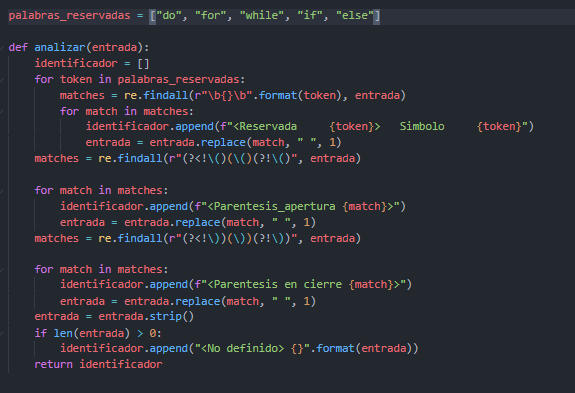 palabras_reservadas = ["do", "for", "while", "if", "else"]
def analizar(entrada):
identificador = []
for token in palabras_reservadas:
matches = re.findall(r"\b{}\b".format(token), entrada)
for match in matches:
identificador.append(f"<Reservada     {token}>   Simbolo     {token}")
entrada = entrada.replace(match, " ", 1)
matches = re.findall(r"(?<!\()(\()(?!\()", entrada)
for match in matches:
identificador.append(f"<Parentesis_apertura {match}>")
entrada = entrada.replace(match, " ", 1)
matches = re.findall(r"(?<!\))(\))(?!\))", entrada)
for match in matches:
identificador.append(f"<Parentesis en cierre {match}>")
entrada = entrada.replace(match, " ", 1)
entrada = entrada.strip()
if len(entrada) > 0:
identificador.append("<No definido> {}".format(entrada))
return identificador